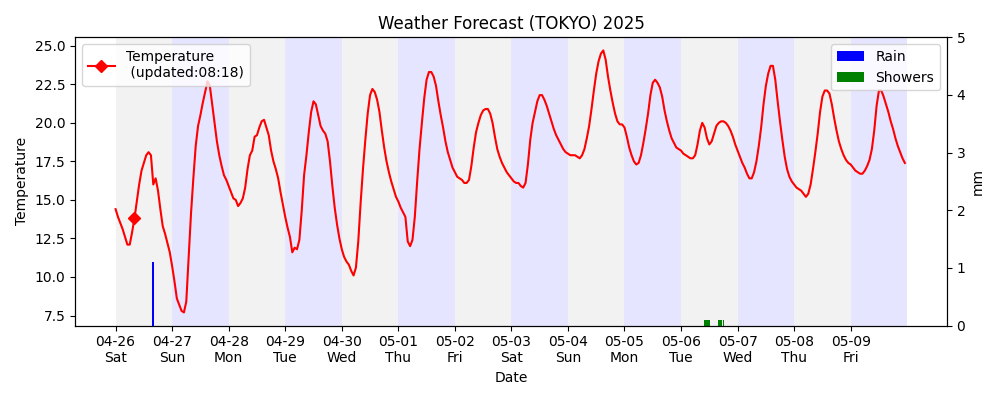 Weather Forecast (TOKYO) 2025
Temperature
(updated:08:18)
Rain
Showers
25.0
22.5
20.0
17.5
15.0
12.5
10.0
7.5
Temperature
5
4
3
2
1
0
mm
04-26 04-27 04-28 04-29 04-30 05-01 05-02 05-03 05-04 05-05 05-06 05-07 05-08 05-09
Sat Sun Mon Tue Wed Thu Fri Sat Sun Mon Tue Wed Thu Fri
Date